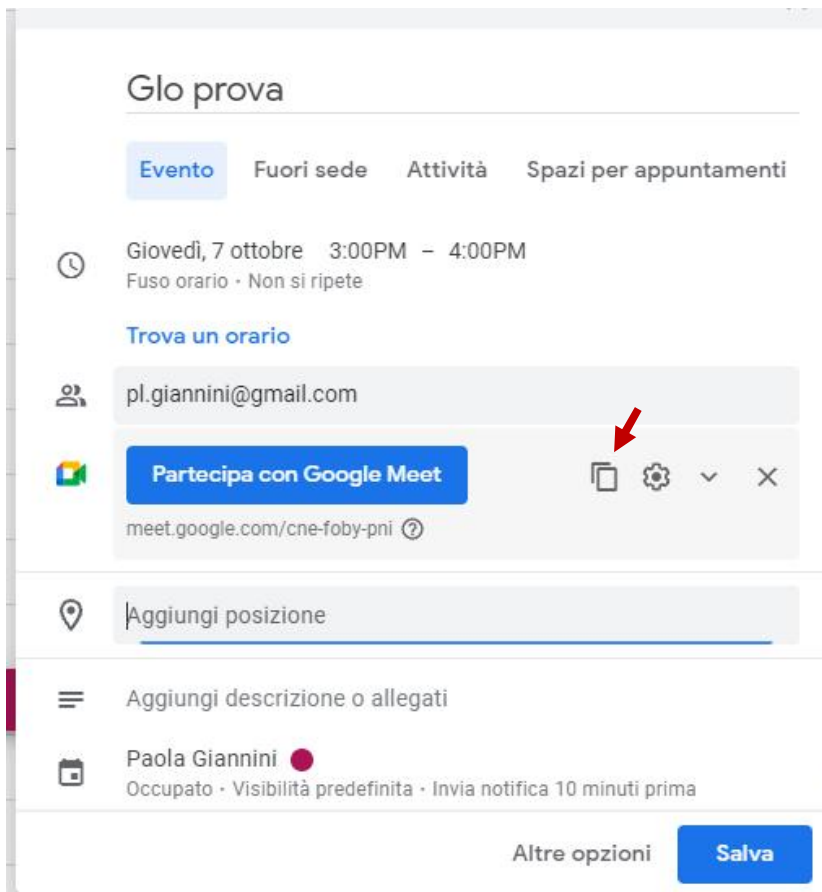 Glo prova
Evento Fuori sede Attività Spazi per appuntamenti
Giovedì, 7 ottobre 3:00PM – 4:00PM
Fuso orario · Non si ripete
Trova un orario
pl.giannini@gmail.com
Partecipa con Google Meet
meet.google.com/cne-foby-pni
Aggiungi posizione
Aggiungi descrizione o allegati
Paola Giannini
Occupato · Visibilità predefinita · Invia notifica 10 minuti prima
Altre opzioni Salva